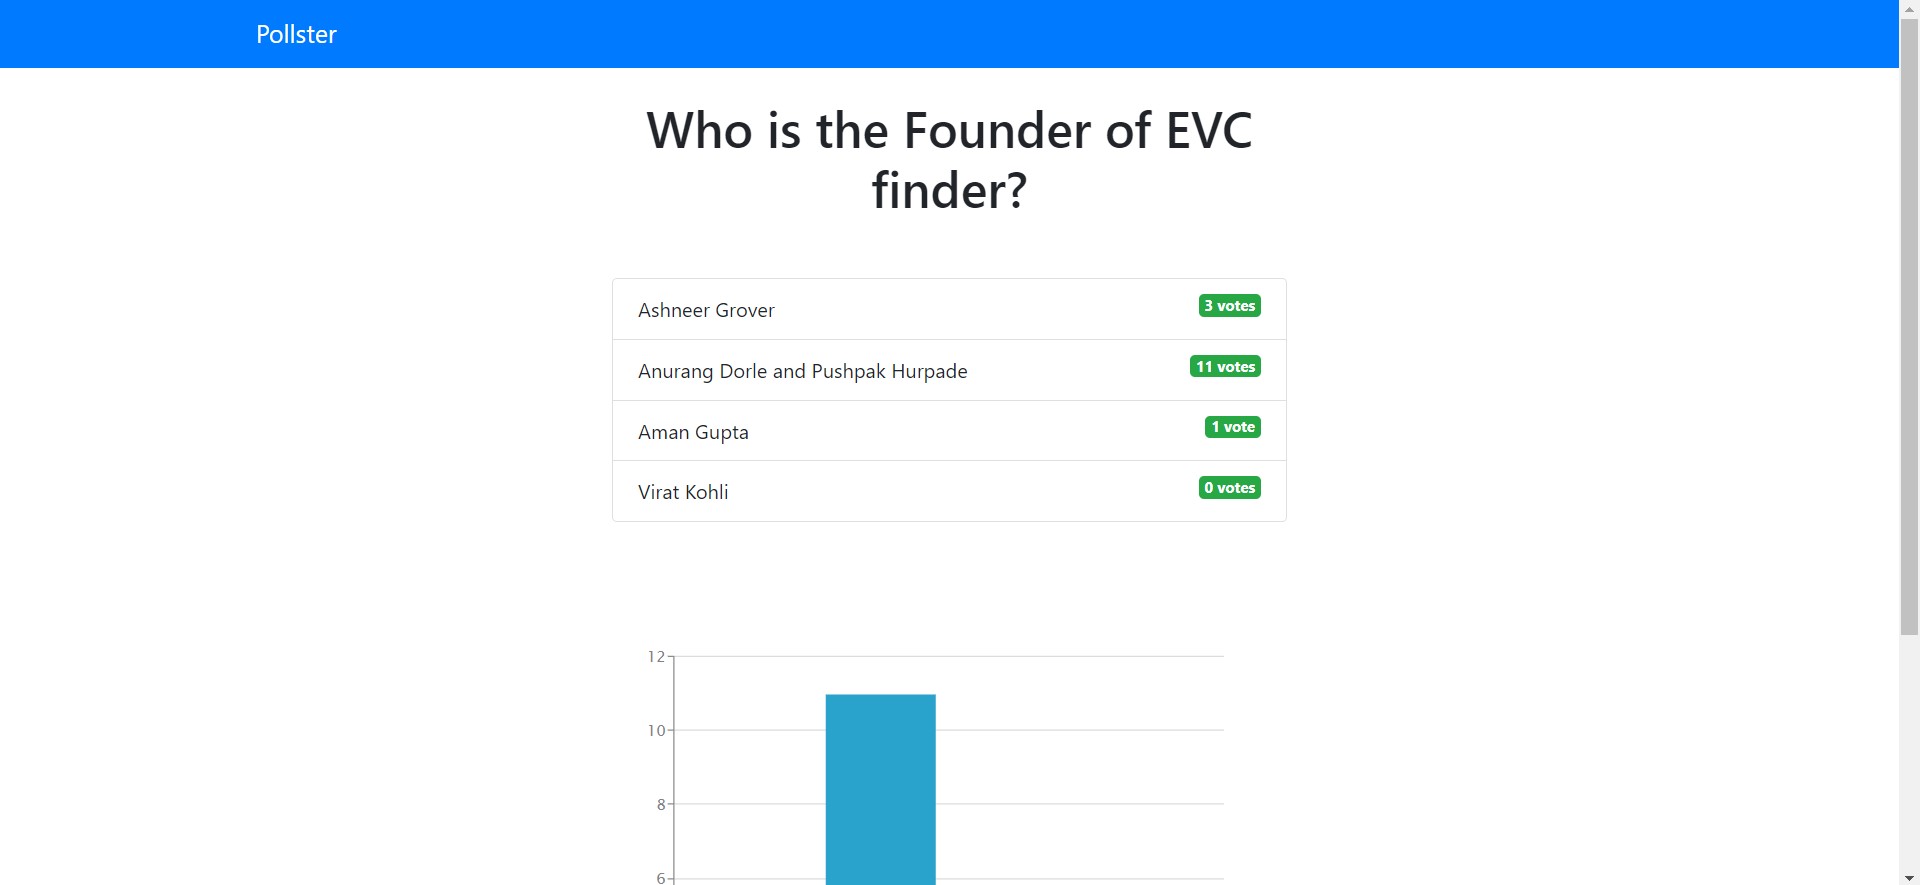 Pollster
Who is the Founder of EVC
finder?
Ashneer Grover 3 votes
Anurang Dorle and Pushpak Hurpade 11 votes
Aman Gupta 1 vote
Virat Kohli 0 votes
12
10
8
6